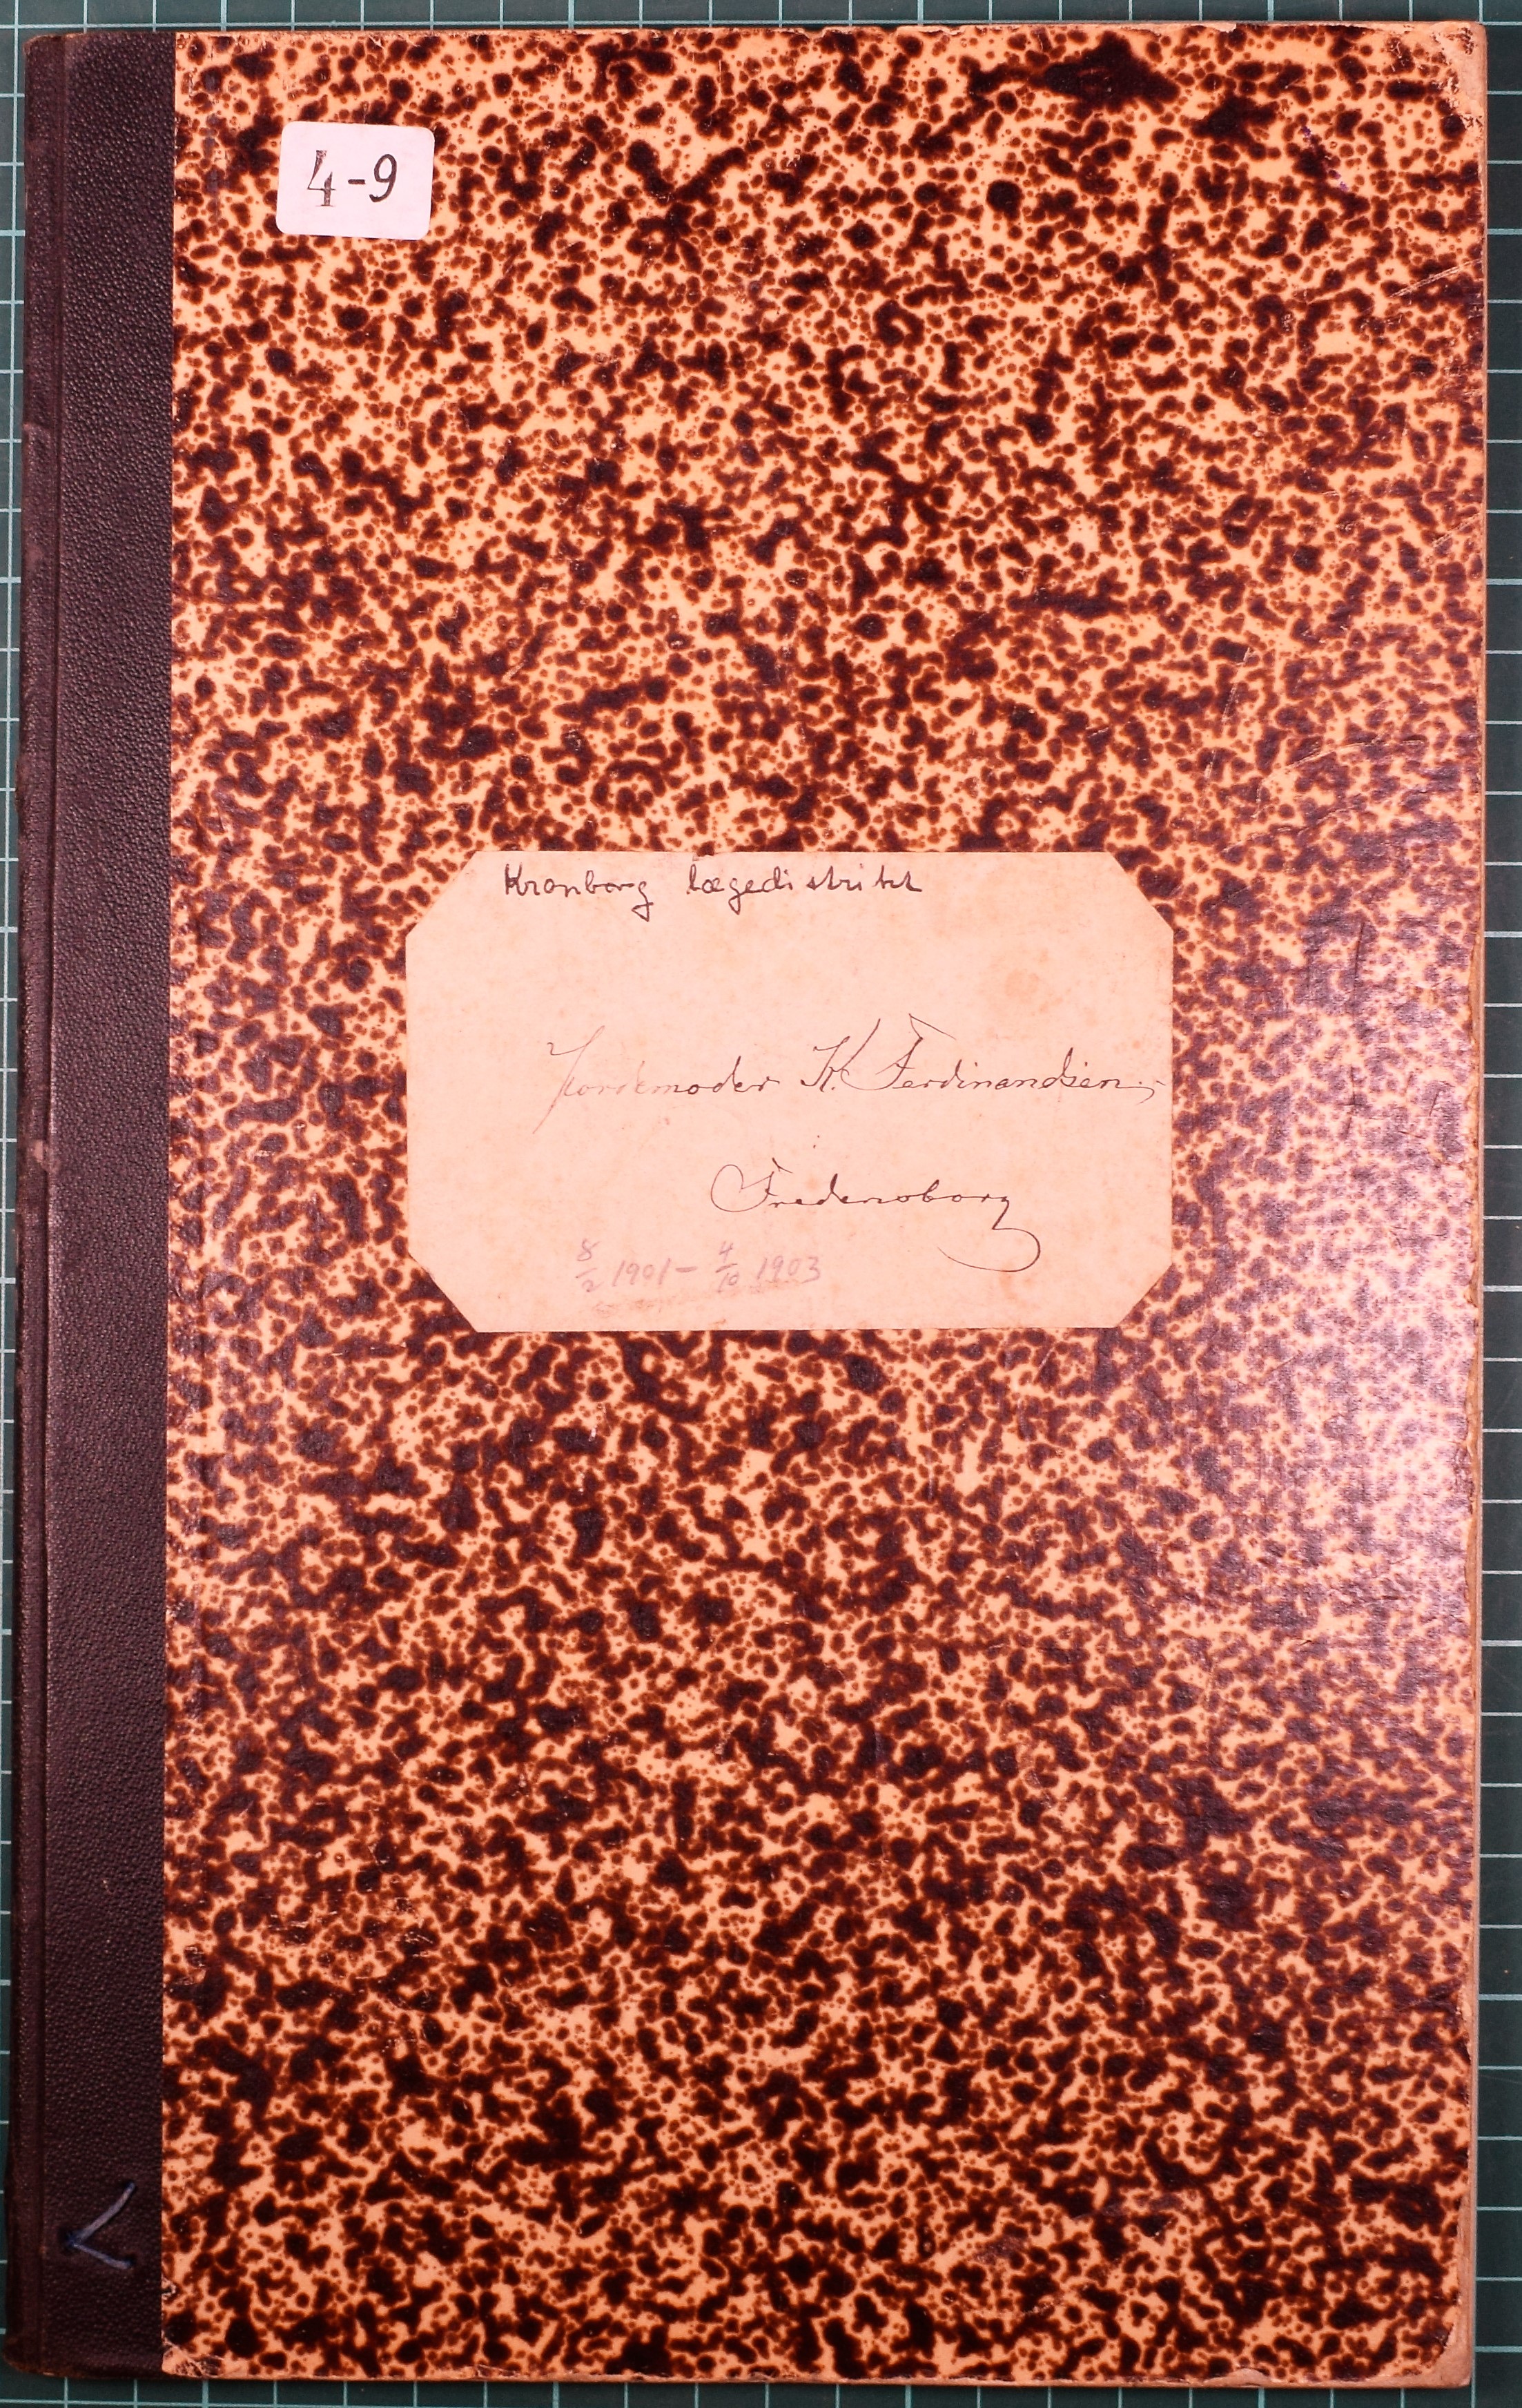 4-9
Kronborg lægedistrikt
Jordemoder K. Ferdinandsen,
Fredensborg
8/2 1901 - 4/10 1903